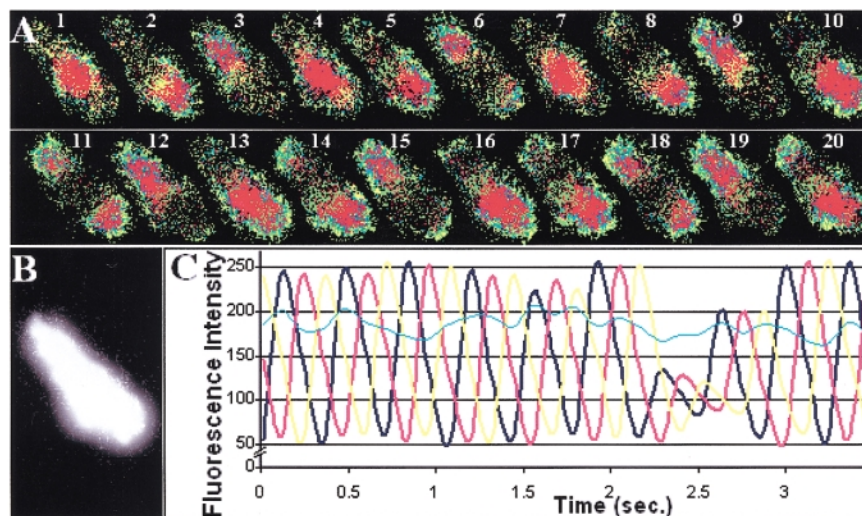 A
1 2 3 4 5 6 7 8 9 10
11 12 13 14 15 16 17 18 19 20
B
C
Fluorescence Intensity
250
200
150
100
50
0
0 0.5 1 1.5 2 2.5 3
Time (sec.)